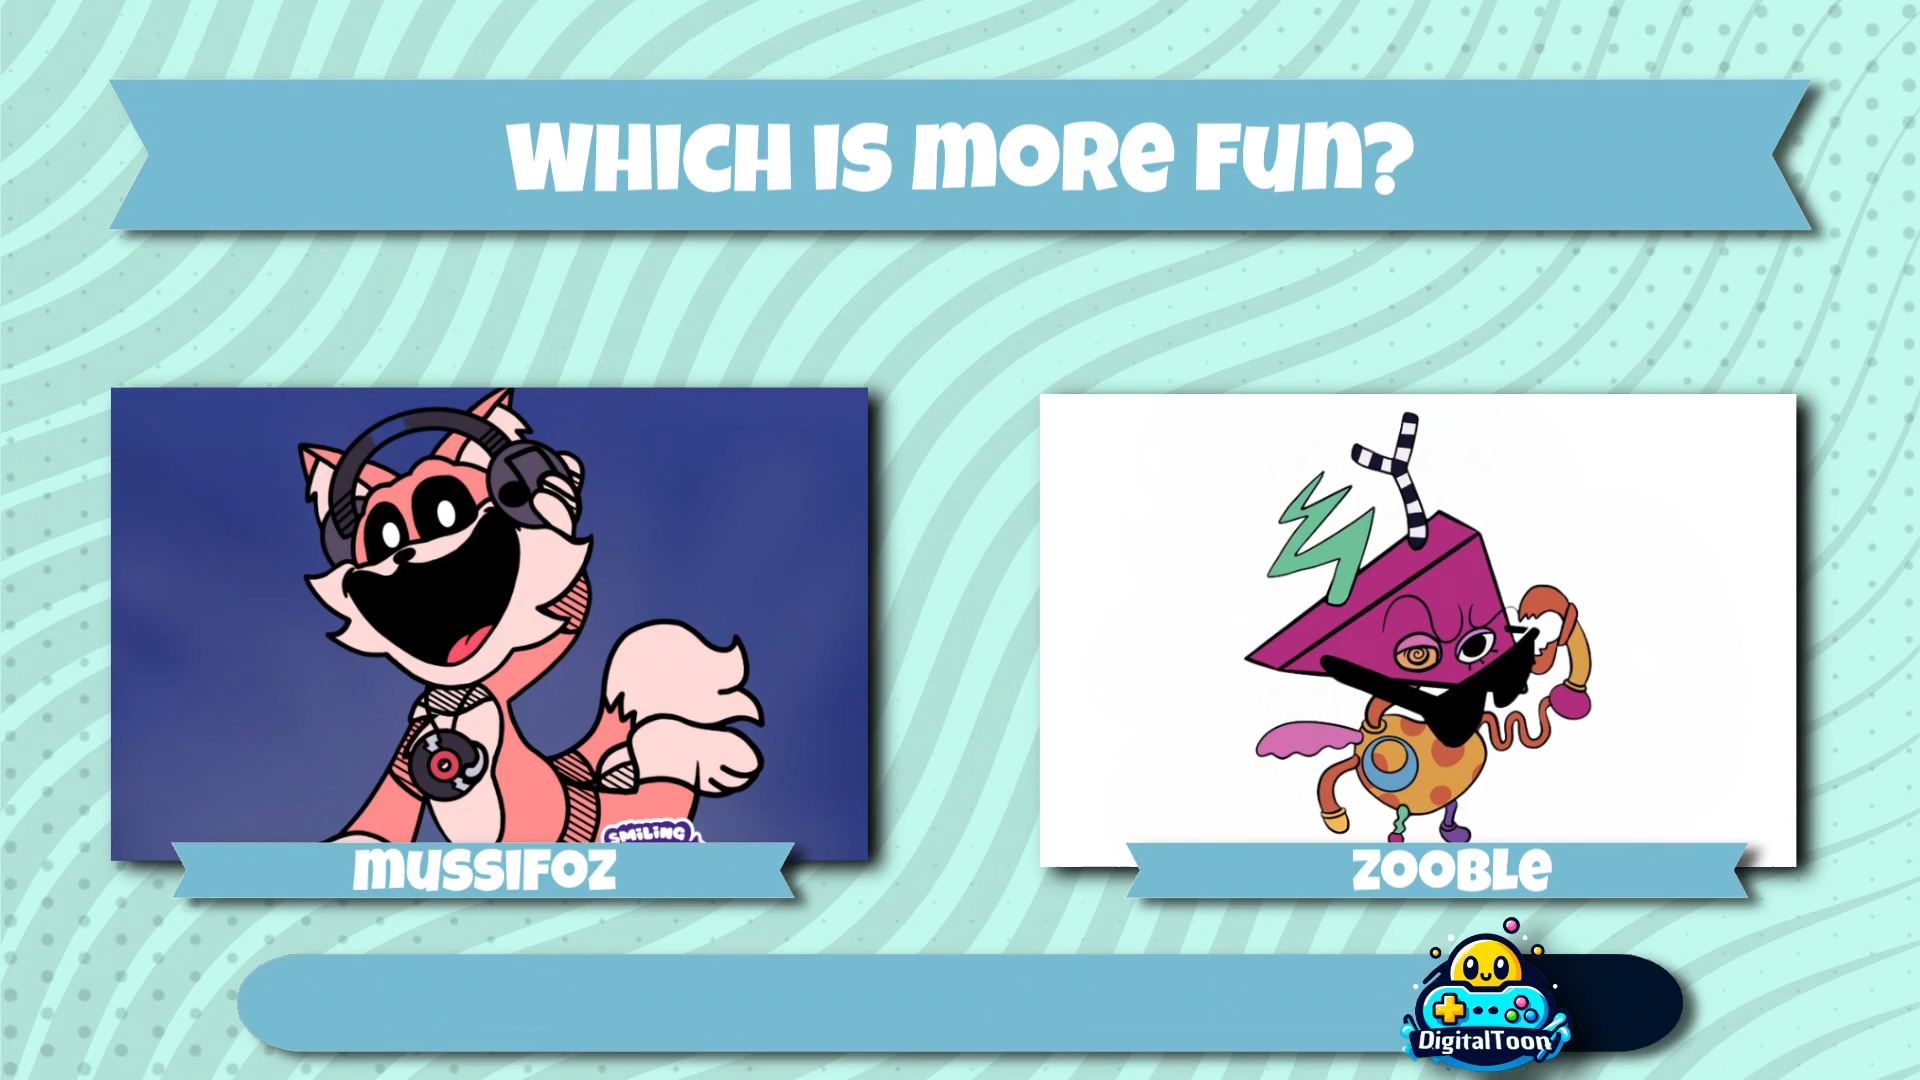 WHICH IS MORE FUN?
SMILING
MUSSIFOZ
ZOOBLE
DigitalToon